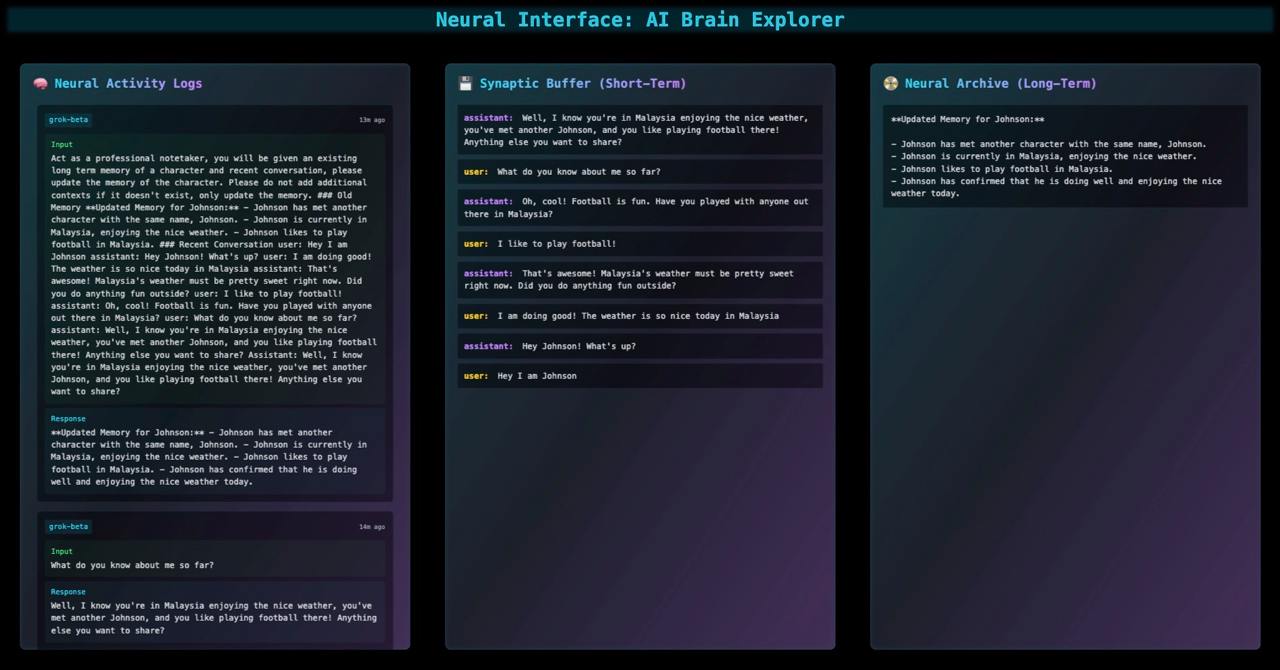 Neural Interface: AI Brain Explorer
🧠 Neural Activity Logs
grok-beta
13m ago
Input
Act as a professional notetaker, you will be given an existing
long term memory of a character and recent conversation, please
update the memory of the character. Please do not add additional
contexts if it doesn't exist, only update the memory. ### Old
Memory **Updated Memory for Johnson:** – Johnson has met another
character with the same name, Johnson. – Johnson is currently in
Malaysia, enjoying the nice weather. – Johnson likes to play
football in Malaysia. ### Recent Conversation user: Hey I am
Johnson assistant: Hey Johnson! What's up? user: I am doing good!
The weather is so nice today in Malaysia assistant: That's
awesome! Malaysia's weather must be pretty sweet right now. Did
you do anything fun outside? user: I like to play football!
assistant: Oh, cool! Football is fun. Have you played with anyone
out there in Malaysia? user: What do you know about me so far?
assistant: Well, I know you're in Malaysia enjoying the nice
weather, you've met another Johnson, and you like playing football
there! Anything else you want to share? Assistant: Well, I know
you're in Malaysia enjoying the nice weather, you've met another
Johnson, and you like playing football there! Anything else you
want to share?
Response
**Updated Memory for Johnson:** – Johnson has met another
character with the same name, Johnson. – Johnson is currently in
Malaysia, enjoying the nice weather. – Johnson likes to play
football in Malaysia. – Johnson has confirmed that he is doing
well and enjoying the nice weather today.
grok-beta
14m ago
Input
What do you know about me so far?
Response
Well, I know you're in Malaysia enjoying the nice weather, you've
met another Johnson, and you like playing football there! Anything
else you want to share?
💾 Synaptic Buffer (Short-Term)
assistant: Well, I know you're in Malaysia enjoying the nice weather,
you've met another Johnson, and you like playing football there!
Anything else you want to share?
user: What do you know about me so far?
assistant: Oh, cool! Football is fun. Have you played with anyone out
there in Malaysia?
user: I like to play football!
assistant: That's awesome! Malaysia's weather must be pretty sweet
right now. Did you do anything fun outside?
user: I am doing good! The weather is so nice today in Malaysia
assistant: Hey Johnson! What's up?
user: Hey I am Johnson
📀 Neural Archive (Long-Term)
**Updated Memory for Johnson:**
– Johnson has met another character with the same name, Johnson.
– Johnson is currently in Malaysia, enjoying the nice weather.
– Johnson likes to play football in Malaysia.
– Johnson has confirmed that he is doing well and enjoying the nice
weather today.